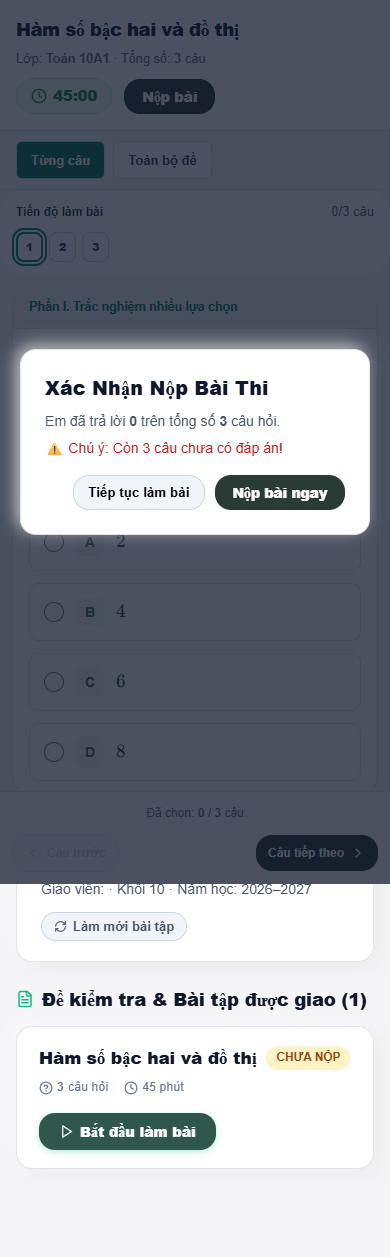 Hàm số bậc hai và đồ thị
Lớp: Toán 10A1 · Tổng số: 3 câu
45:00
Nộp bài
Từng câu
Toàn bộ đề
Tiến độ làm bài
0/3 câu
1 2 3
Phần I. Trắc nghiệm nhiều lựa chọn
Xác Nhận Nộp Bài Thi
Em đã trả lời 0 trên tổng số 3 câu hỏi.
⚠️ Chú ý: Còn 3 câu chưa có đáp án!
Tiếp tục làm bài
Nộp bài ngay
A 2
B 4
C 6
D 8
Đã chọn: 0 / 3 câu
Câu trước
Câu tiếp theo
Giáo viên: · Khối 10 · Năm học: 2026–2027
Làm mới bài tập
Đề kiểm tra & Bài tập được giao (1)
Hàm số bậc hai và đồ thị
CHƯA NỘP
3 câu hỏi
45 phút
Bắt đầu làm bài